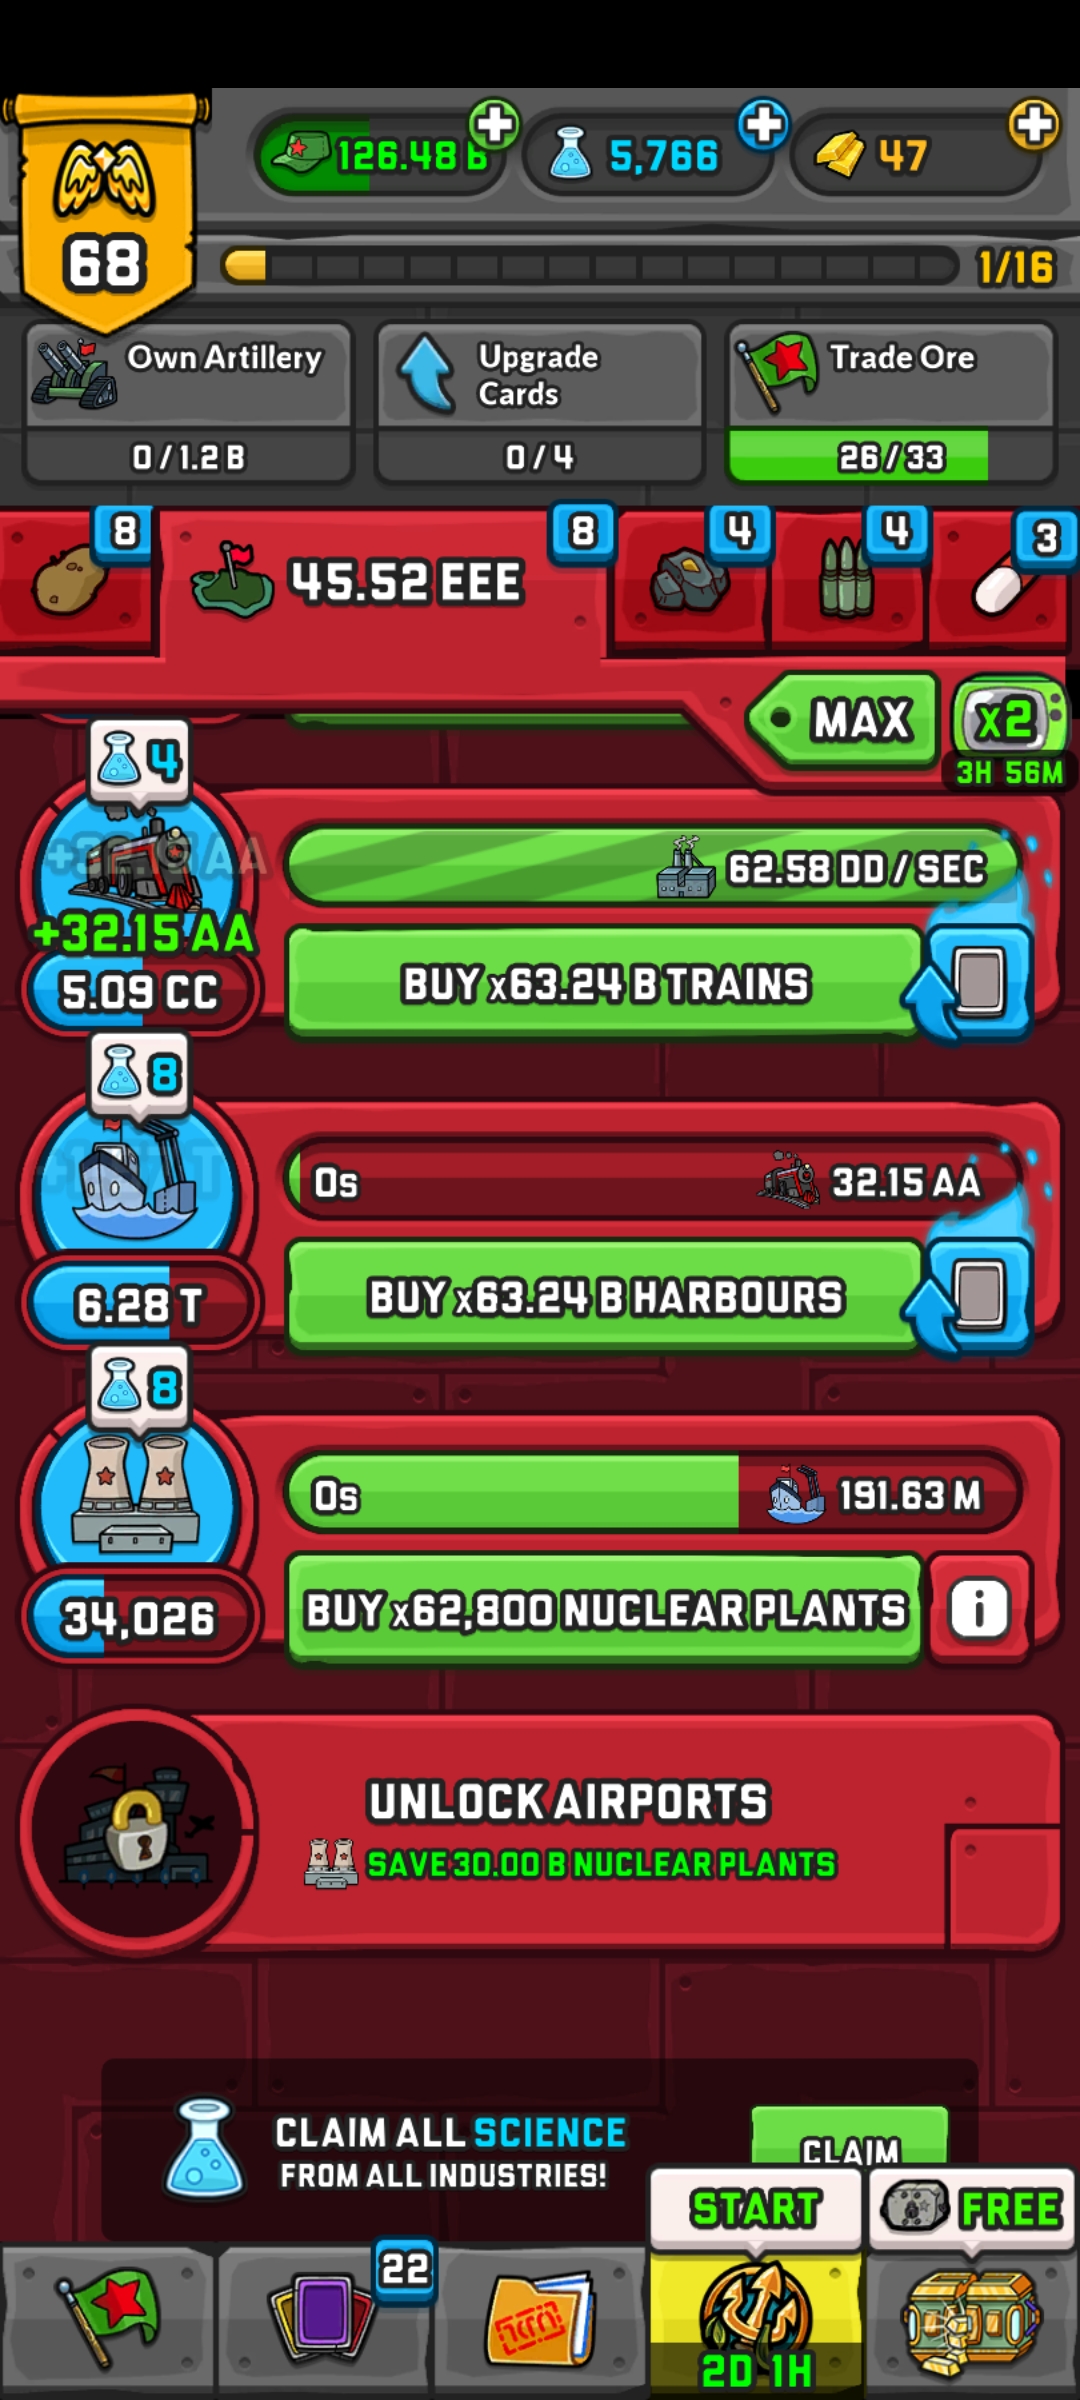 126.48 B
5,766
47
68
1/16
Own Artillery
0/1.2 B
Upgrade
Cards
0/4
Trade Ore
26/33
8
45.52 EEE
8
4
4
3
MAX
x2
3H 56M
4
+32.15 AA
5.09 CC
62.58 DD / SEC
BUY x63.24 B TRAINS
8
6.28 T
0s
32.15 AA
BUY x63.24 B HARBOURS
8
34,026
0s
191.63 M
BUY x62,800 NUCLEAR PLANTS
i
UNLOCK AIRPORTS
SAVE 30.00 B NUCLEAR PLANTS
CLAIM ALL SCIENCE
FROM ALL INDUSTRIES!
CLAIM
START
FREE
22
2D 1H